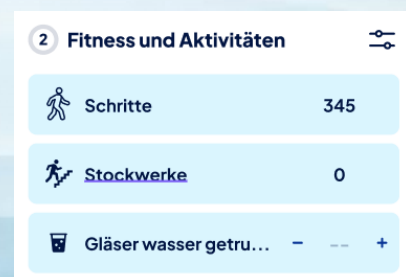 2 Fitness und Aktivitäten
Schritte 345
Stockwerke 0
Gläser wasser getru... - -- +